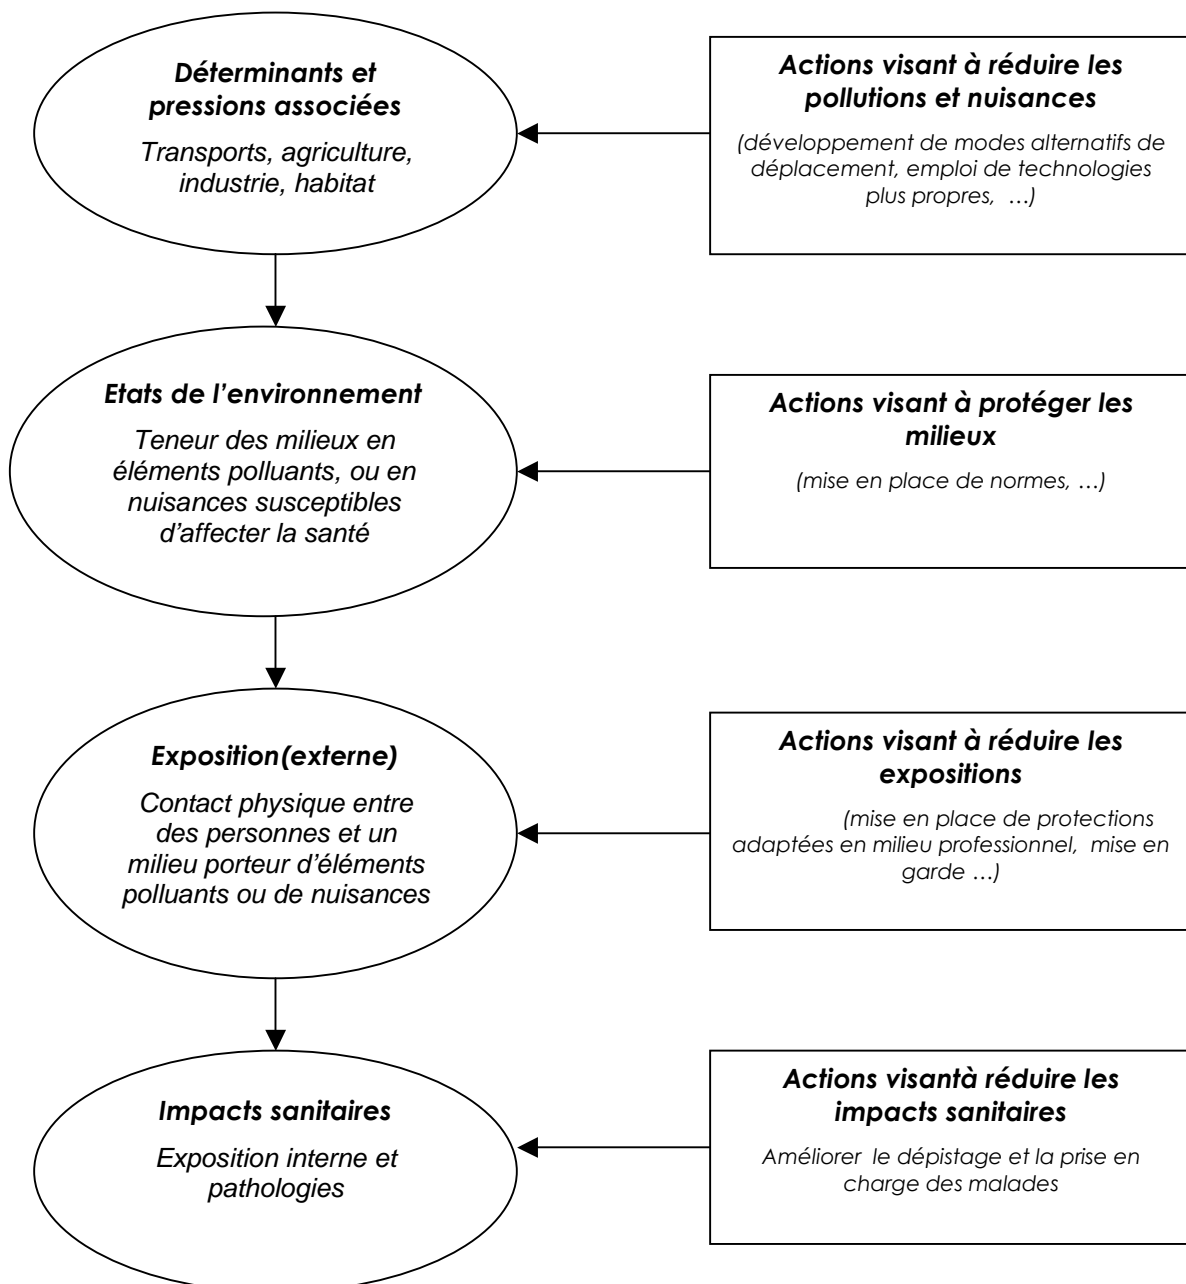 Déterminants et
pressions associées
Transports, agriculture,
industrie, habitat
Actions visant à réduire les
pollutions et nuisances
(développement de modes alternatifs de
déplacement, emploi de technologies
plus propres, …)
Etats de l’environnement
Teneur des milieux en
éléments polluants, ou en
nuisances susceptibles
d’affecter la santé
Actions visant à protéger les
milieux
(mise en place de normes, …)
Exposition(externe)
Contact physique entre
des personnes et un
milieu porteur d’éléments
polluants ou de nuisances
Actions visant à réduire les
expositions
(mise en place de protections
adaptées en milieu professionnel, mise en
garde …)
Impacts sanitaires
Exposition interne et
pathologies
Actions visantà réduire les
impacts sanitaires
Améliorer le dépistage et la prise en
charge des malades